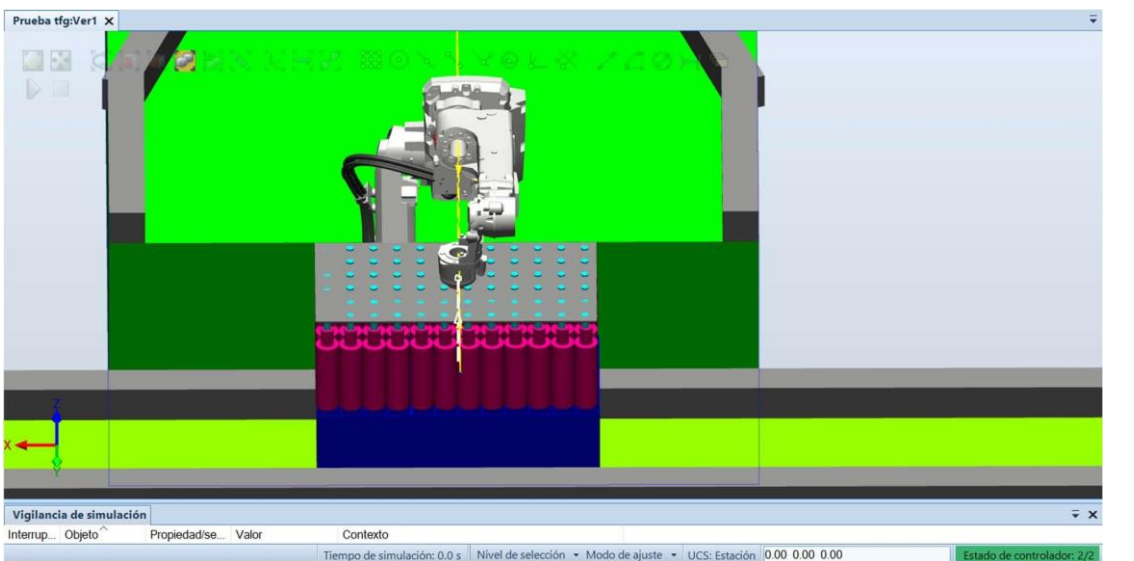 Prueba tfg:Ver1 X
Z
X
Y
Vigilancia de simulación
Interrup... Objeto Propiedad/se... Valor Contexto
Tiempo de simulación: 0.0 s Nivel de selección Modo de ajuste UCS: Estación 0.00 0.00 0.00 Estado de controlador: 2/2